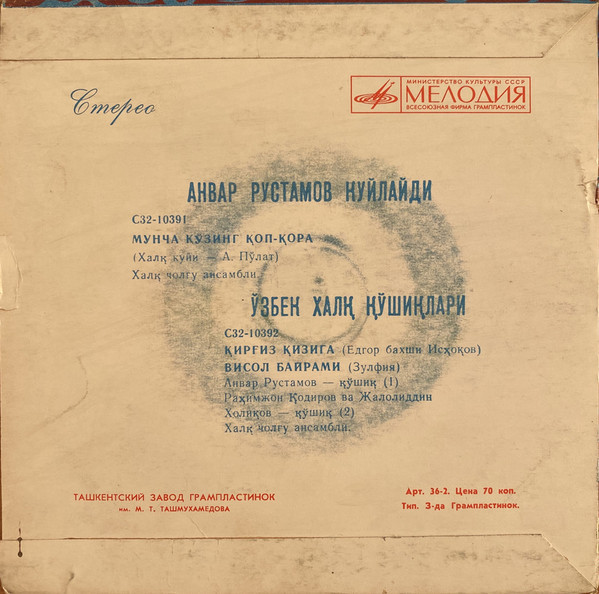 Стерео
МИНИСТЕРСТВО КУЛЬТУРЫ СССР
МЕЛОДИЯ
ВСЕСОЮЗНАЯ ФИРМА ГРАМПЛАСТИНОК
АНВАР РУСТАМОВ КУЙЛАЙДИ
С32-10391
МУНЧА КЎЗИНГ ҚОП-ҚОРА
(Халқ куйи — А. Пўлат)
Халқ чолғу ансамбли.
ЎЗБЕК ХАЛҚ ҚЎШИҚЛАРИ
С32-10392
ҚИРҒИЗ ҚИЗИГА (Едгор бахши Исҳоқов)
ВИСОЛ БАЙРАМИ (Зулфия)
Анвар Рустамов — қўшиқ (1)
Раҳимжон Қодиров ва Жалолиддин
Холиқов — қўшиқ (2)
Халқ чолғу ансамбли.
ТАШКЕНТСКИЙ ЗАВОД ГРАМПЛАСТИНОК
им. М. Т. ТАШМУХАМЕДОВА
Арт. 36-2. Цена 70 коп.
Тип. З-да Грампластинок.